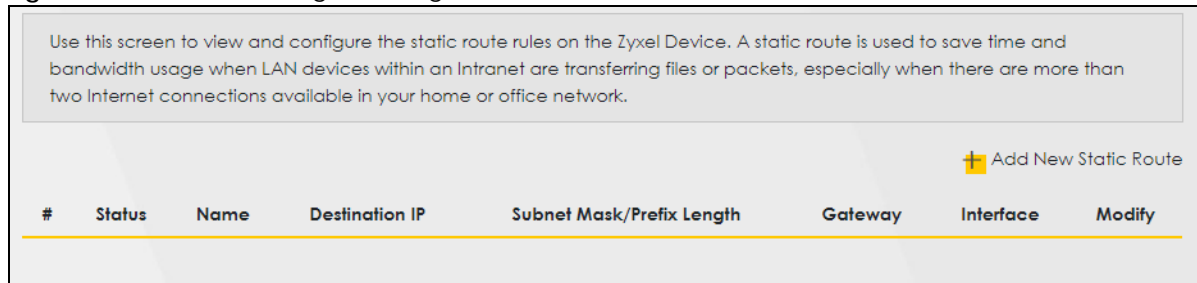 Use this screen to view and configure the static route rules on the Zyxel Device. A static route is used to save time and
bandwidth usage when LAN devices within an Intranet are transferring files or packets, especially when there are more than
two Internet connections available in your home or office network.
+ Add New Static Route
# Status Name Destination IP Subnet Mask/Prefix Length Gateway Interface Modify